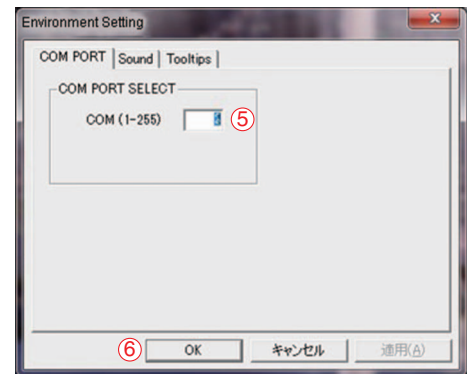 Environment Setting
COM PORT Sound Tooltips
COM PORT SELECT
COM (1-255) ⑤
⑥ OK キャンセル 適用(A)